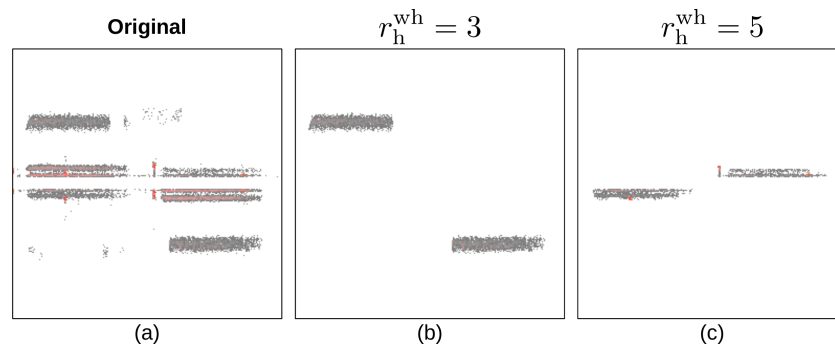 Original
r_h^wh = 3
r_h^wh = 5
(a)
(b)
(c)